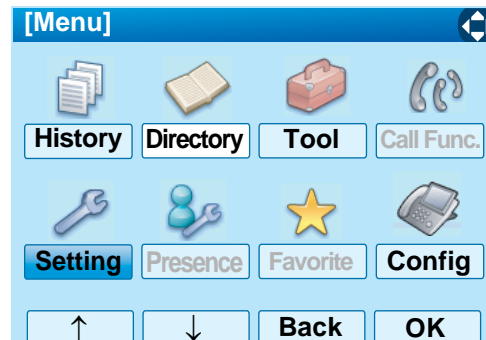 [Menu]
History Directory Tool Call Func.
Setting Presence Favorite Config
↑ ↓ Back OK